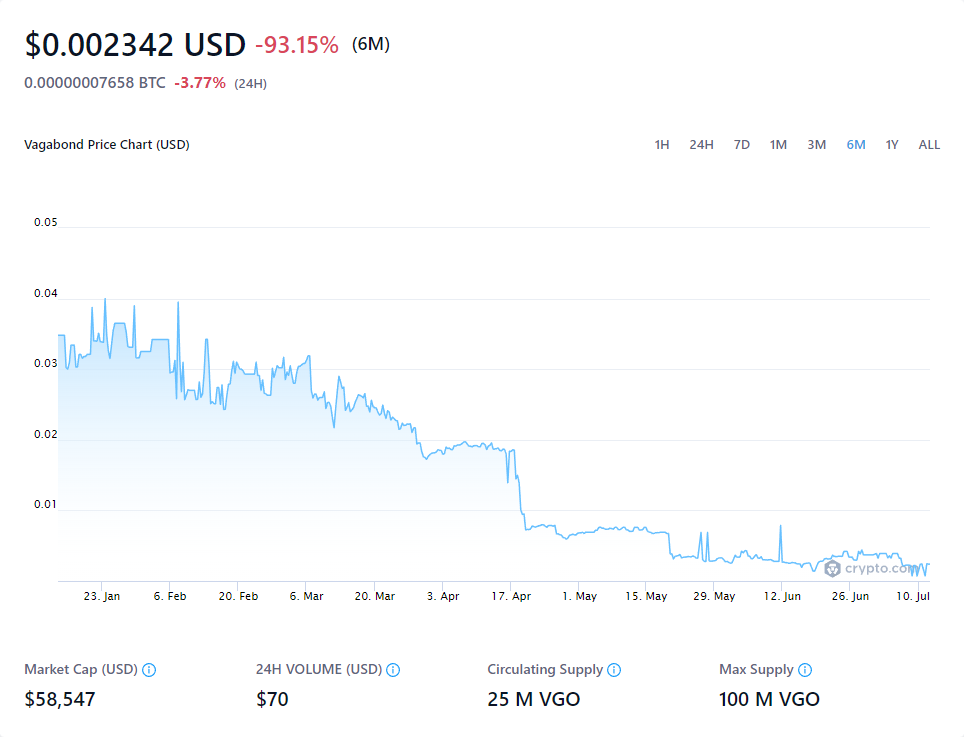 $0.002342 USD -93.15% (6M)
0.00000007658 BTC -3.77% (24H)
Vagabond Price Chart (USD) 1H 24H 7D 1M 3M 6M 1Y ALL
0.05
0.04
0.03
0.02
0.01
crypto.com
23. Jan 6. Feb 20. Feb 6. Mar 20. Mar 3. Apr 17. Apr 1. May 15. May 29. May 12. Jun 26. Jun 10. Jul
Market Cap (USD) 24H VOLUME (USD) Circulating Supply Max Supply
$58,547 $70 25 M VGO 100 M VGO